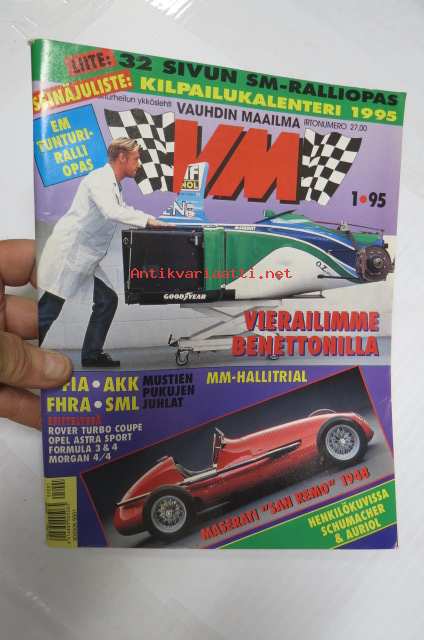 LIITE: 32 SIVUN SM-RALLIOPAS
SEINÄJULISTE: KILPAILUKALENTERI 1995
urheilun ykköslehti
VAUHDIN MAAILMA IRTONUMERO 27,00
VM
1•95
EM
TUNTURI-
RALLI
OPAS
Antikvariaatti.net
GOODYEAR
O.Z.
VIERAILIMME
BENETTONILLA
FIA • AKK
FHRA • SML
MUSTIEN
PUKUJEN
JUHLAT
MM-HALLITRIAL
ROVER TURBO COUPE
OPEL ASTRA SPORT
FORMULA 3 & 4
MORGAN 4/4
MASERATI "SAN REMO" 1948
HENKILÖKUVISSA
SCHUMACHER
& AURIOL